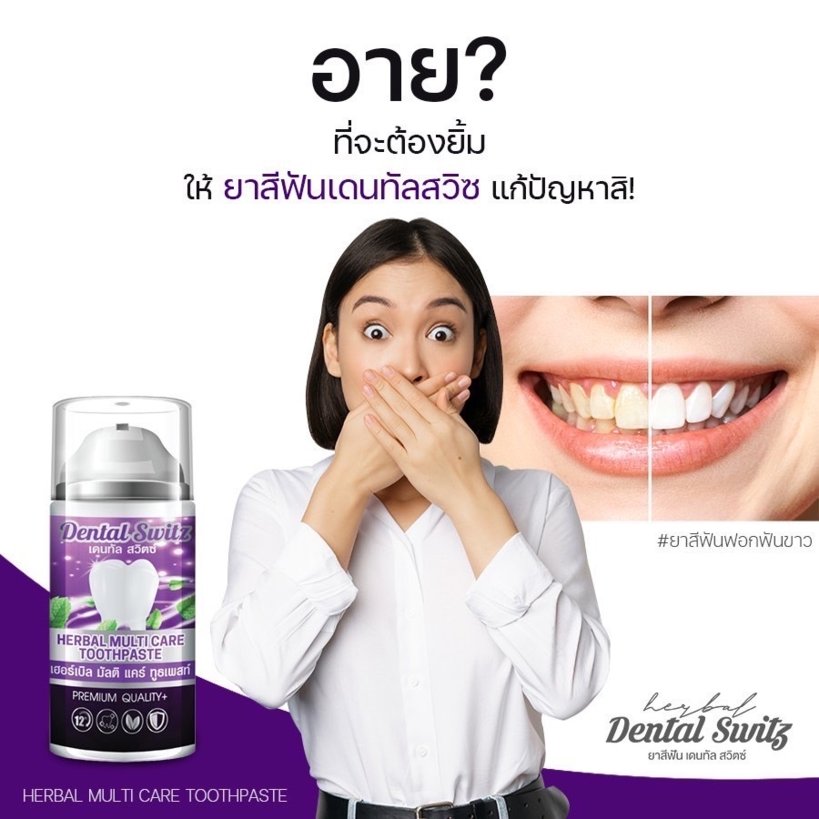 อาย?
ที่จะต้องยิ้ม
ให้ ยาสีฟันเดนทัลสวิซ แก้ปัญหาสิ!
#ยาสีฟันฟอกฟันขาว
Dental Switz
เดนทัล สวิตซ์
HERBAL MULTI CARE
TOOTHPASTE
เฮอร์เบิล มัลติ แคร์ ทูธเพสท์
PREMIUM QUALITY+
12
herbal
Dental Switz
ยาสีฟัน เดนทัล สวิตซ์
HERBAL MULTI CARE TOOTHPASTE